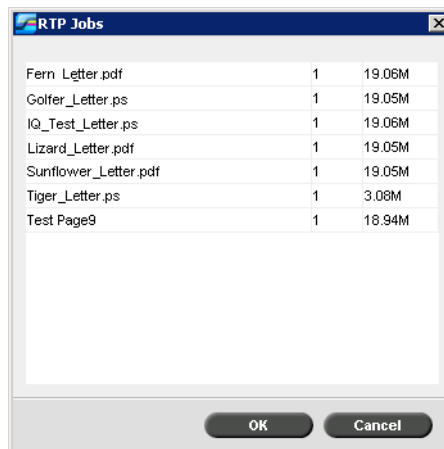 RTP Jobs
Fern Letter.pdf 1 19.06M
Golfer_Letter.ps 1 19.05M
IQ_Test_Letter.ps 1 19.06M
Lizard_Letter.pdf 1 19.05M
Sunflower_Letter.pdf 1 19.05M
Tiger_Letter.ps 1 3.08M
Test Page9 1 18.94M
OK Cancel